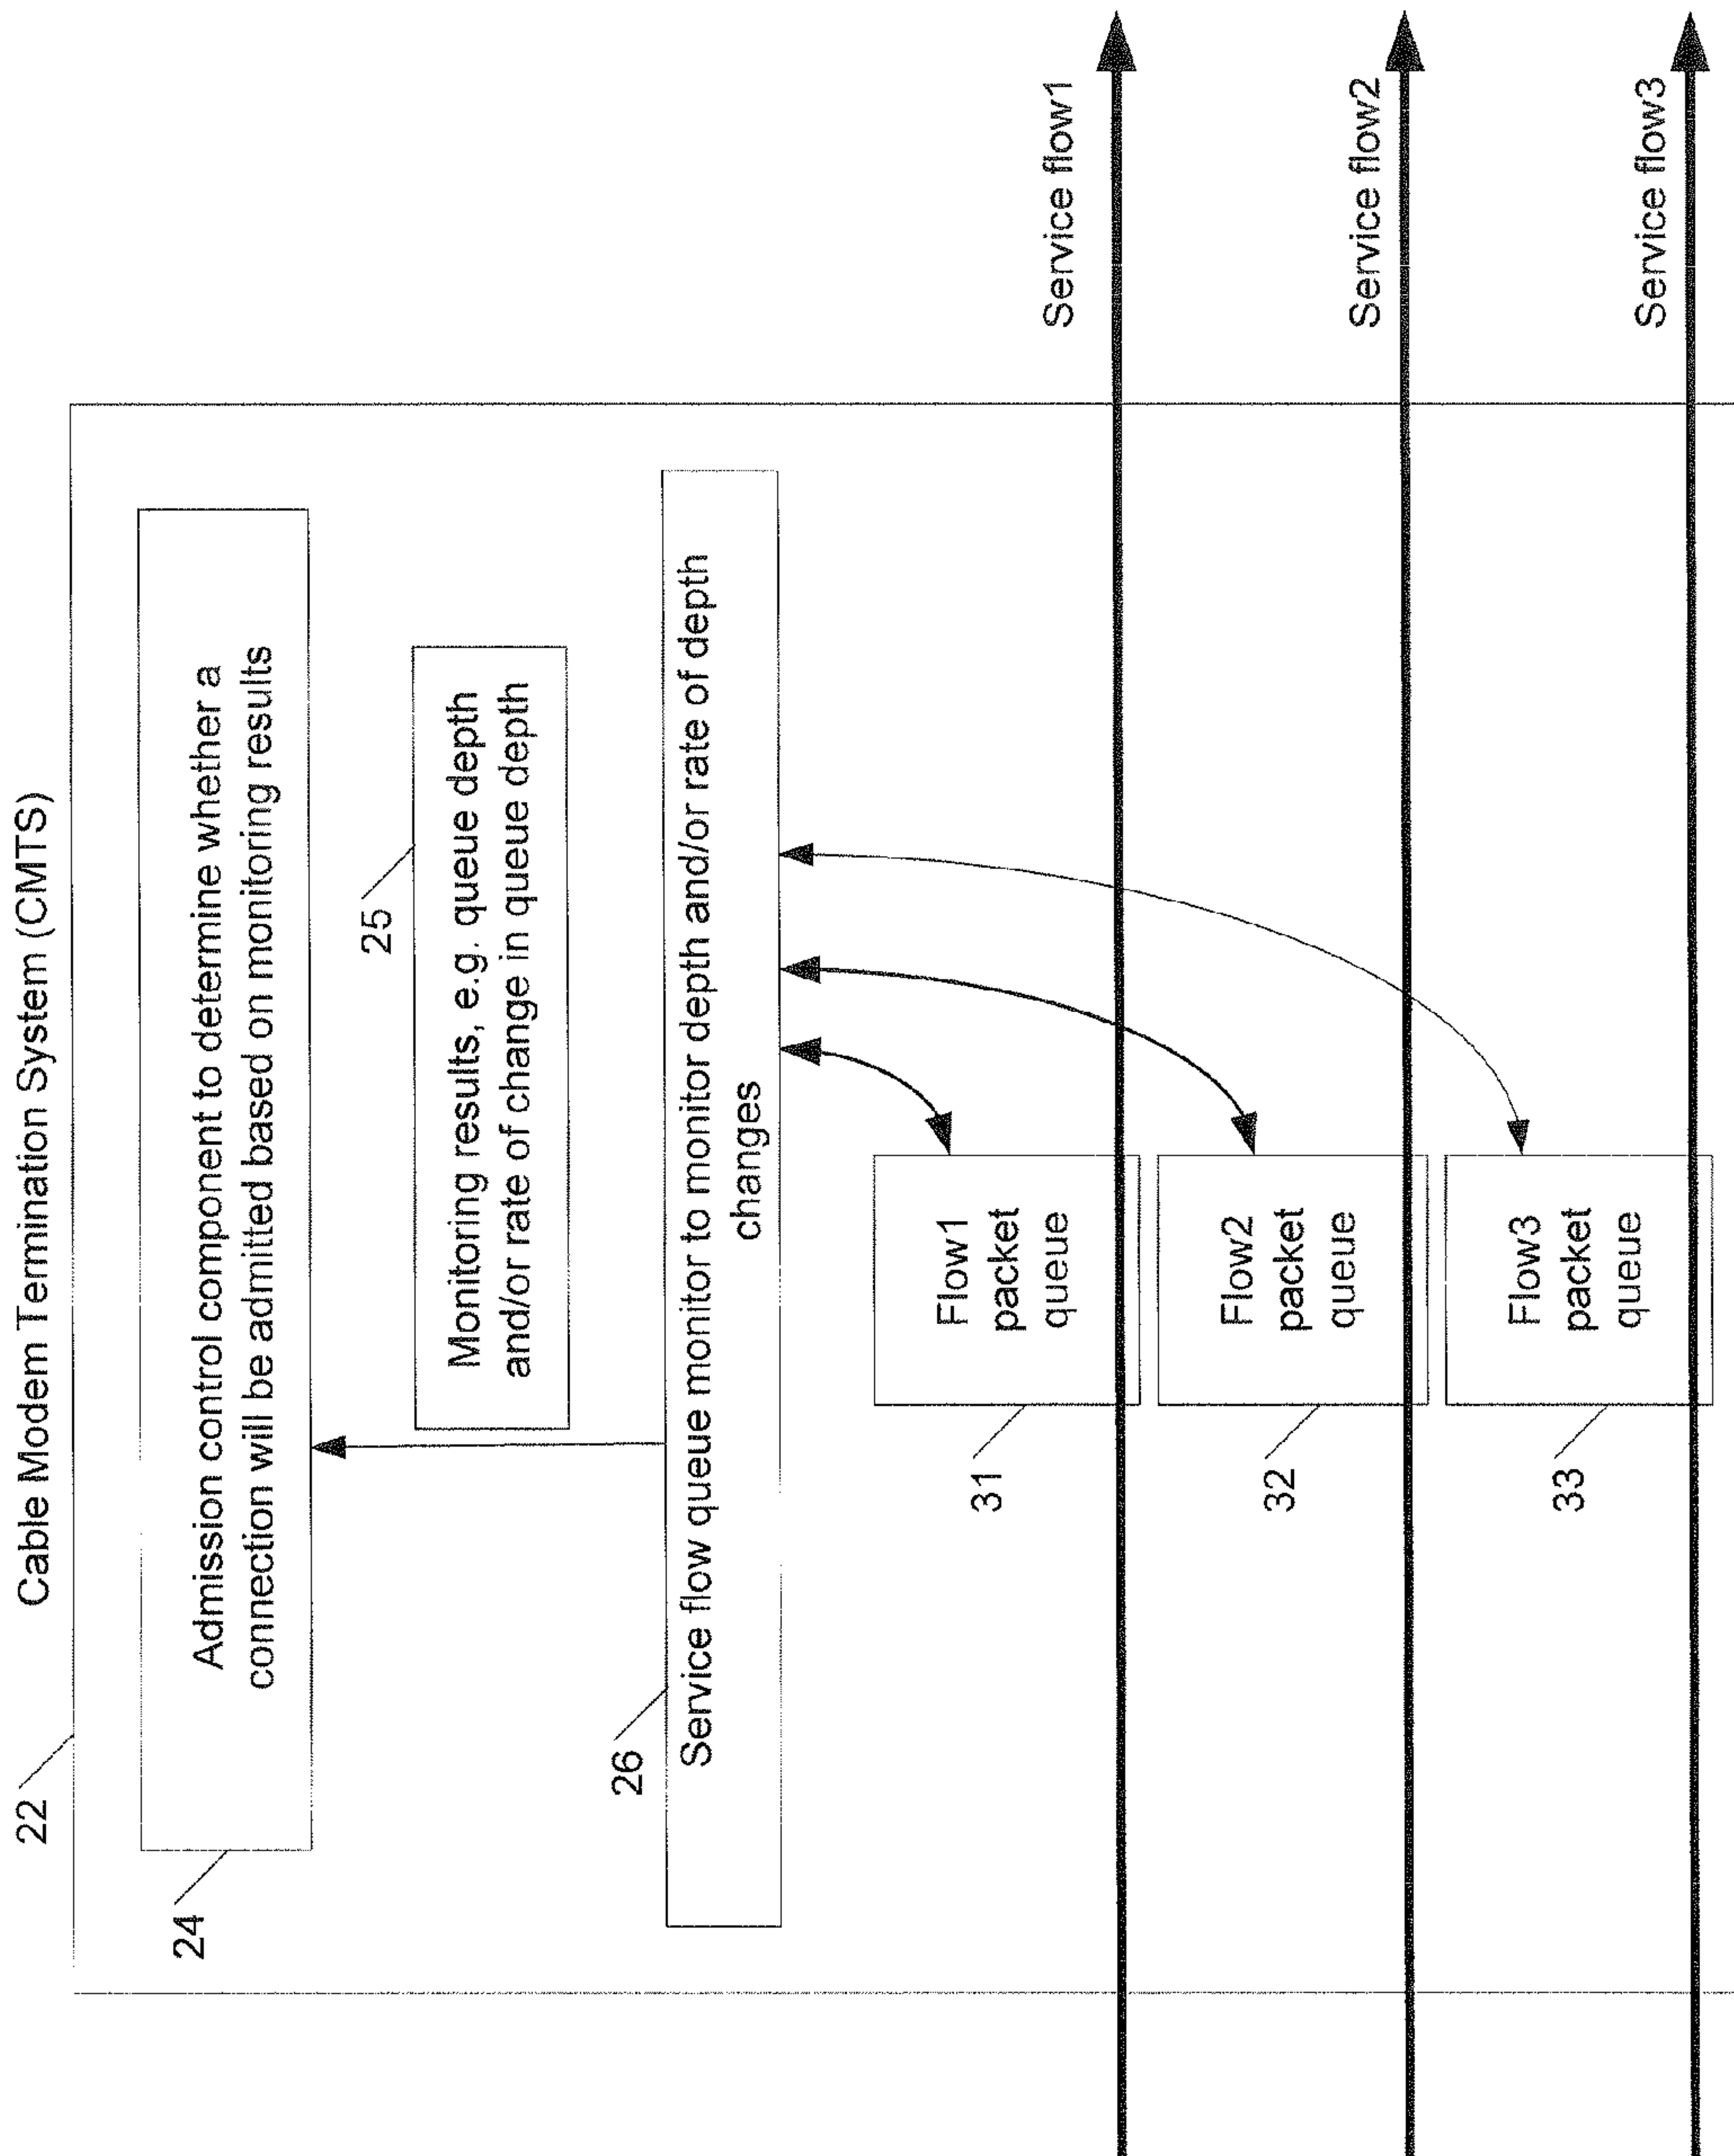 Cable Modem Termination System (CMTS)
22
24
Admission control component to determine whether a
connection will be admitted based on monitoring results
25
Monitoring results, e.g. queue depth
and/or rate of change in queue depth
26
Service flow queue monitor to monitor depth and/or rate of depth
changes
Flow1
packet
queue
31
Service flow1
Flow2
packet
queue
32
Service flow2
Flow3
packet
queue
33
Service flow3